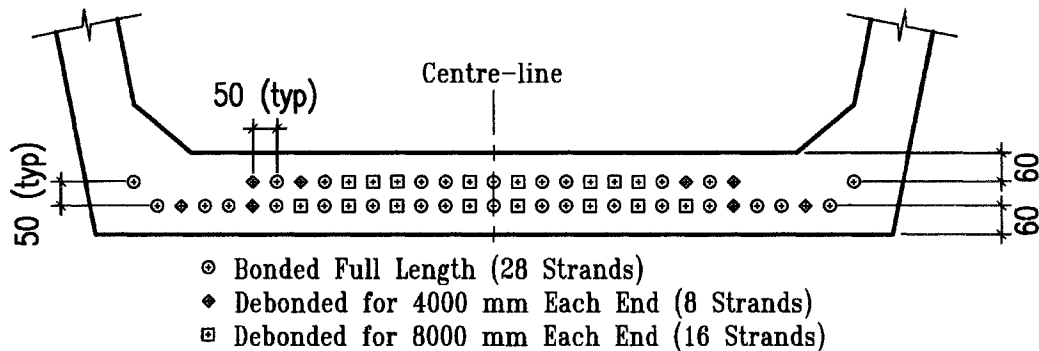 Centre-line
50 (typ)
50 (typ)
60
60
⊙ Bonded Full Length (28 Strands)
◆ Debonded for 4000 mm Each End (8 Strands)
⊡ Debonded for 8000 mm Each End (16 Strands)